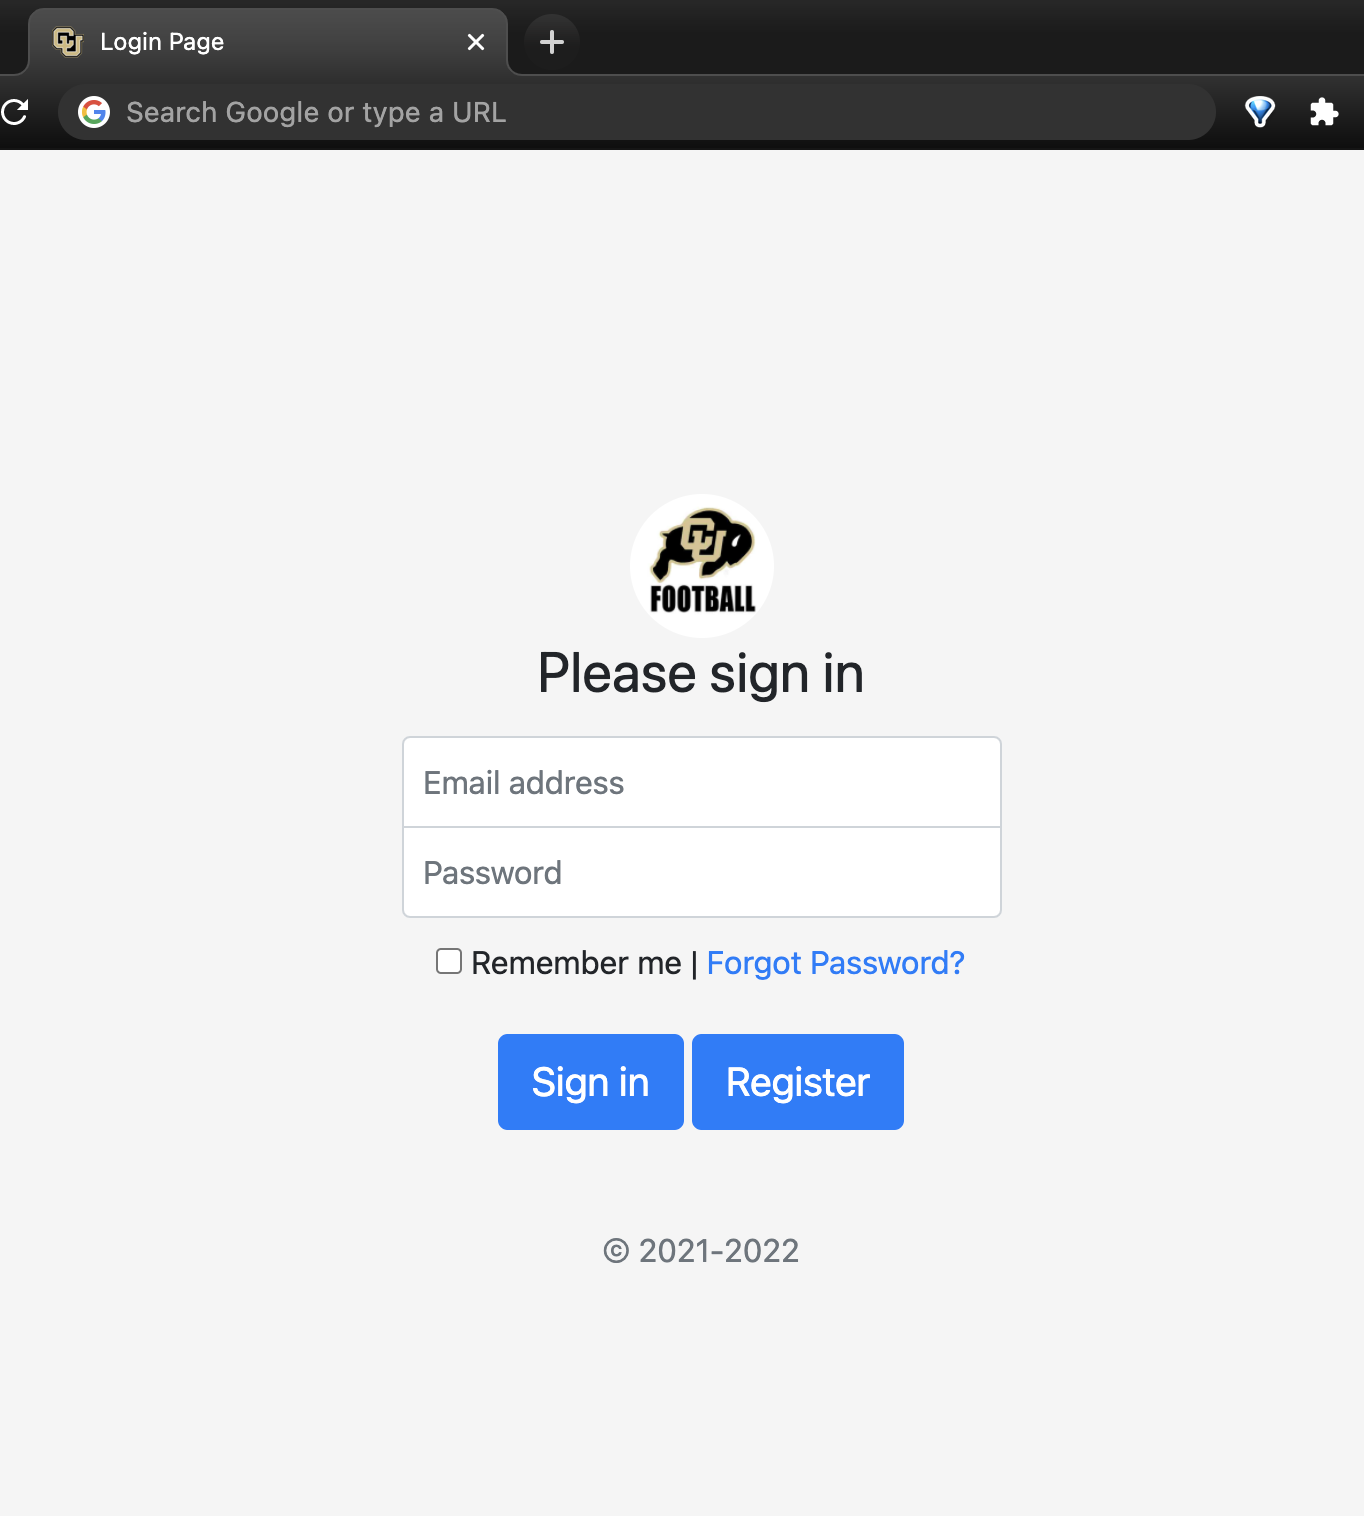 Login Page
Search Google or type a URL
CU
FOOTBALL
Please sign in
Email address
Password
Remember me | Forgot Password?
Sign in Register
© 2021-2022